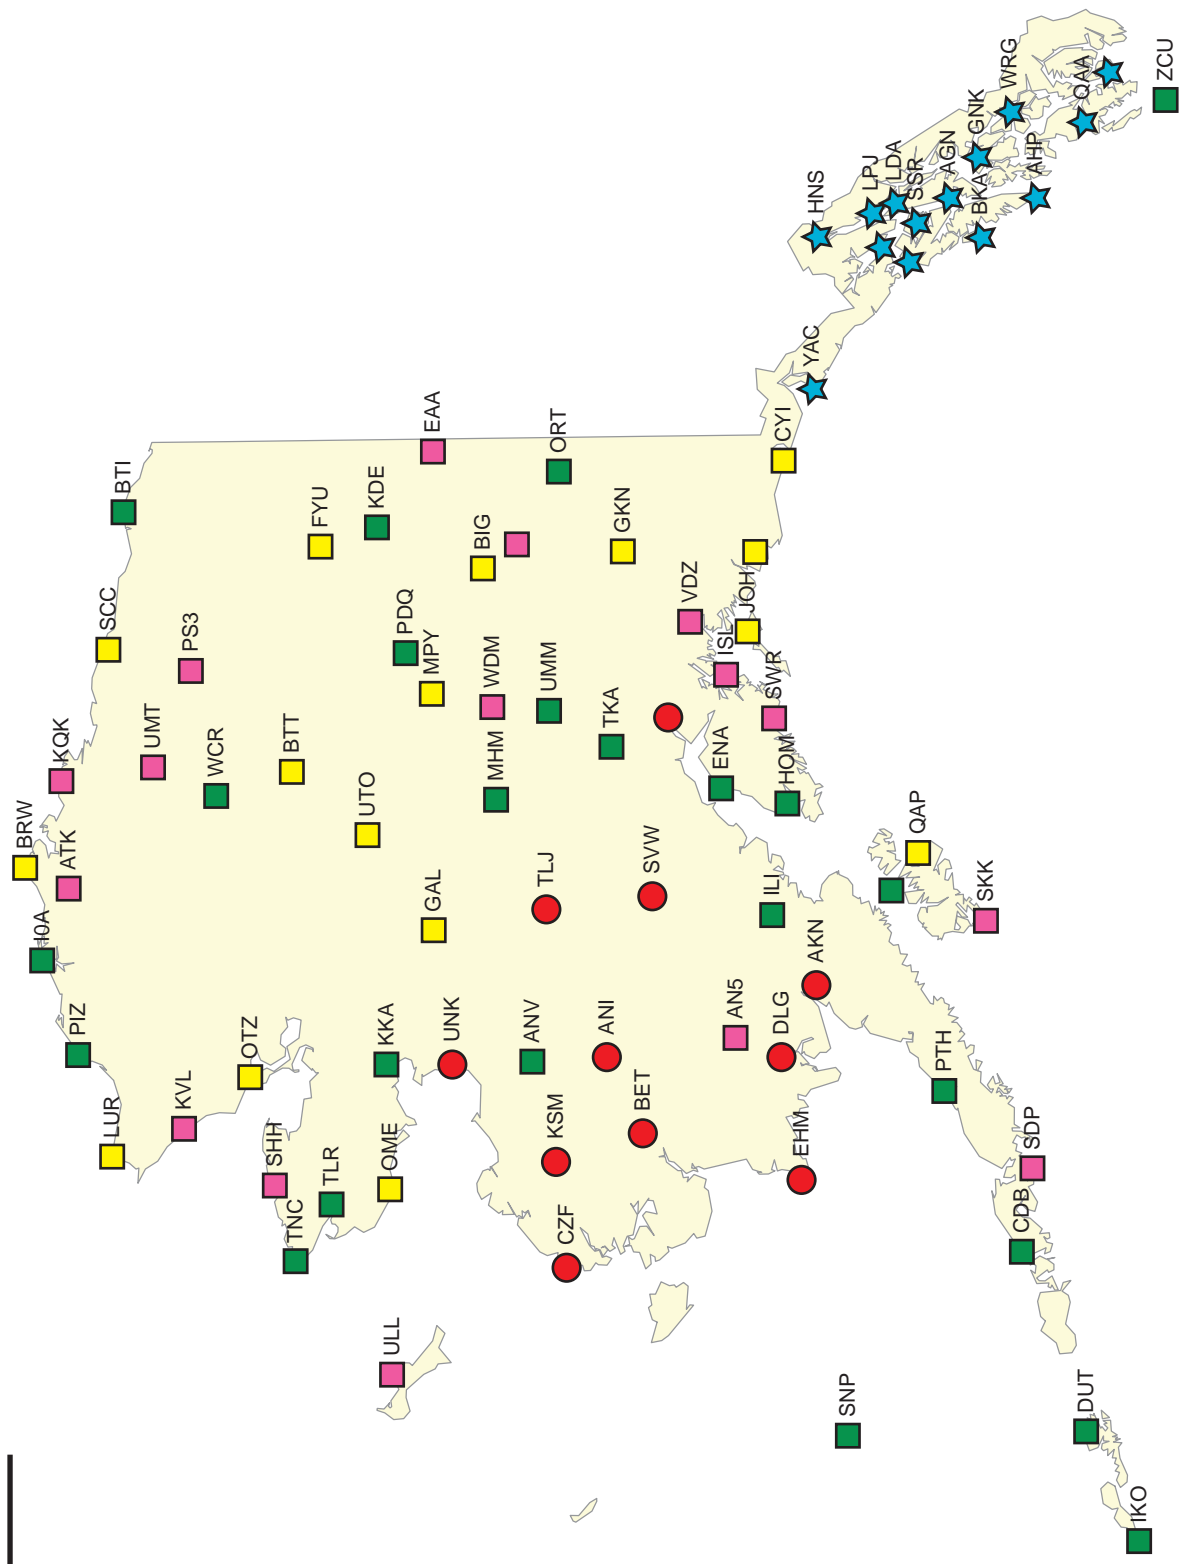 BRW
KQK
ATK
I0A
SCC
BTI
PIZ
UMT
PS3
LUR
KVL
WCR
OTZ
BTT
FYU
SHH
TNC
TLR
UTO
KDE
KKA
OME
PDQ
MPY
GAL
EAA
ULL
UNK
BIG
WDM
MHM
ANV
UMM
ORT
TLJ
KSM
CZF
ANI
TKA
GKN
SVW
BET
VDZ
ISL
JOH
ENA
AN5
SWR
HOM
ILI
DLG
CYI
EHM
AKN
YAC
HNS
LPJ
LDA
SSR
AGN
GNK
BKA
WRG
AHP
QAA
ZCU
SNP
QAP
SKK
PTH
SDP
CDB
DUT
IKO